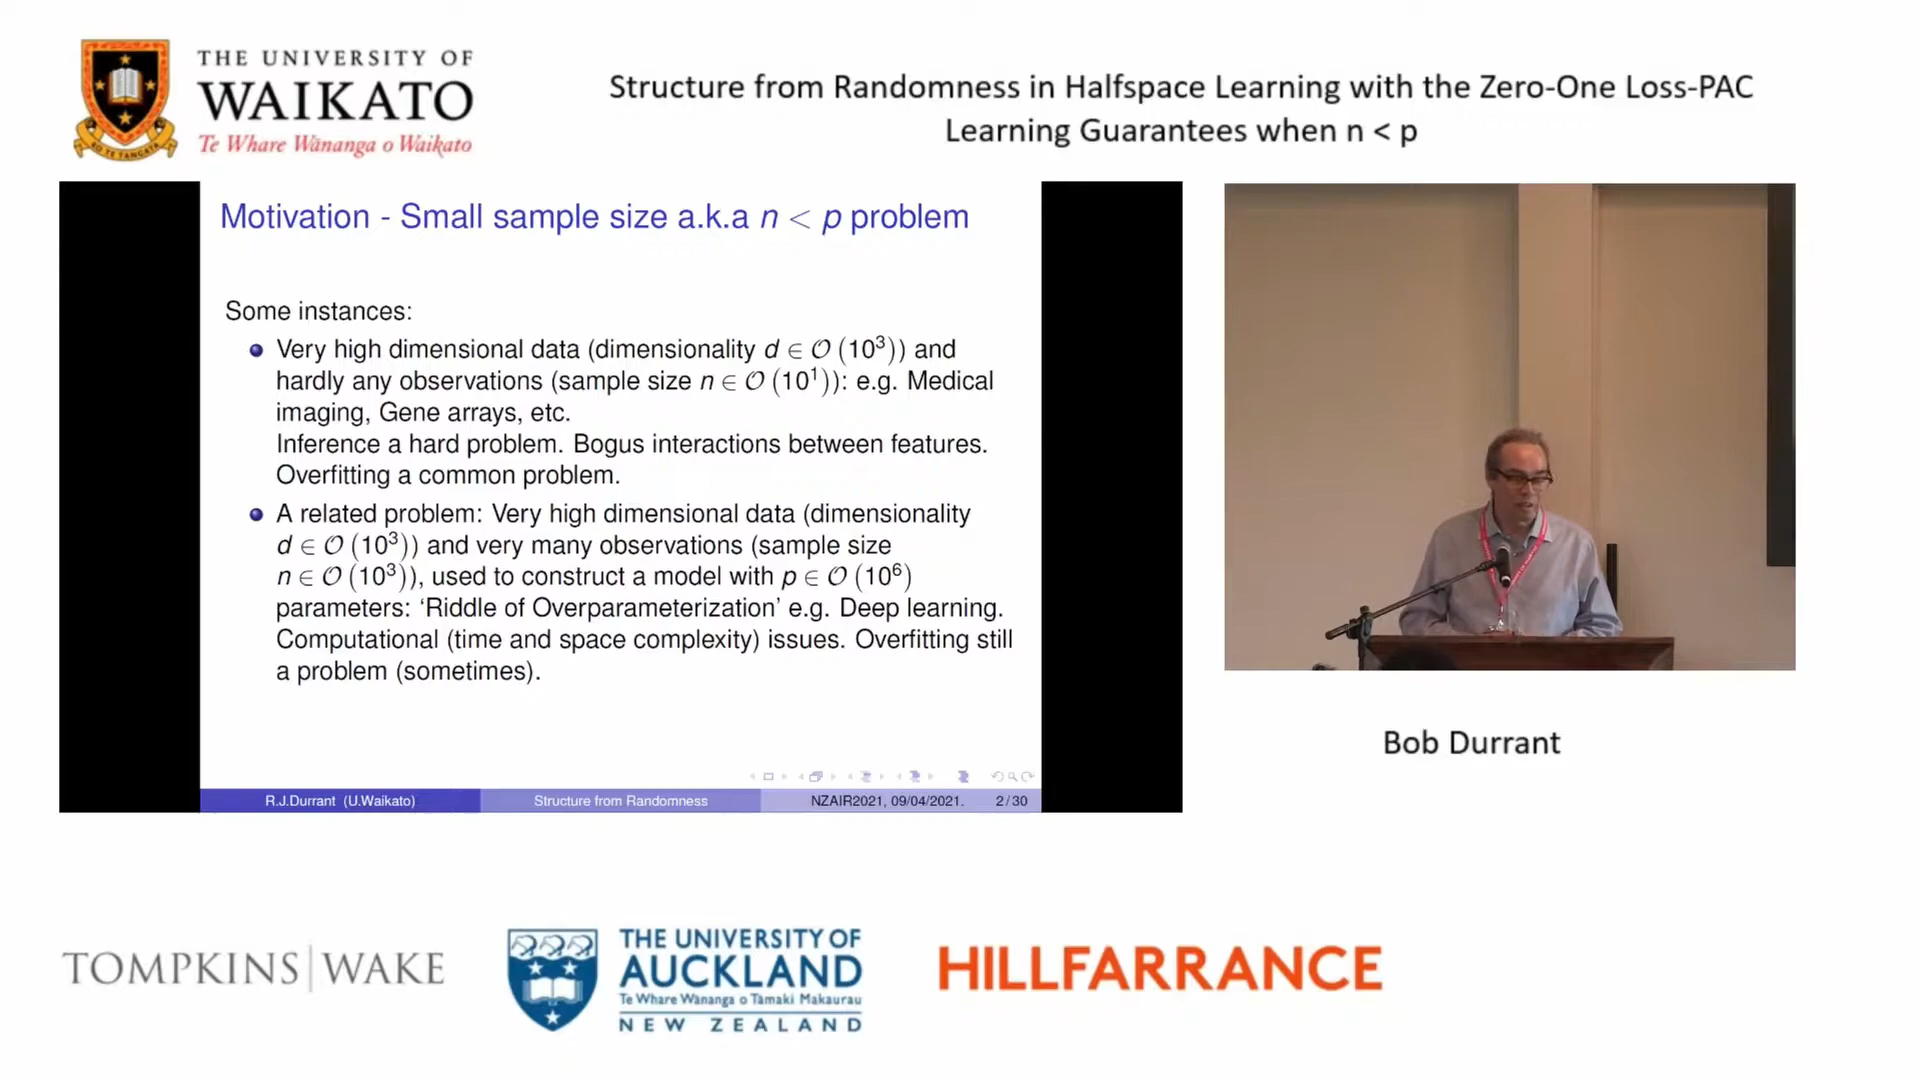 THE UNIVERSITY OF
WAIKATO
Te Whare Wānanga o Waikato
KO TE TANGATA
Structure from Randomness in Halfspace Learning with the Zero-One Loss-PAC
Learning Guarantees when n < p
Motivation - Small sample size a.k.a n < p problem
Some instances:
Very high dimensional data (dimensionality d ∈ O (10³)) and
hardly any observations (sample size n ∈ O (10¹)): e.g. Medical
imaging, Gene arrays, etc.
Inference a hard problem. Bogus interactions between features.
Overfitting a common problem.
A related problem: Very high dimensional data (dimensionality
d ∈ O (10³)) and very many observations (sample size
n ∈ O (10³)), used to construct a model with p ∈ O (10⁶)
parameters: ‘Riddle of Overparameterization’ e.g. Deep learning.
Computational (time and space complexity) issues. Overfitting still
a problem (sometimes).
R.J.Durrant (U.Waikato)
Structure from Randomness
NZAIR2021, 09/04/2021.
2 / 30
Bob Durrant
TOMPKINS|WAKE
THE UNIVERSITY OF
AUCKLAND
Te Whare Wananga o Tamaki Makaurau
NEW ZEALAND
HILLFARRANCE